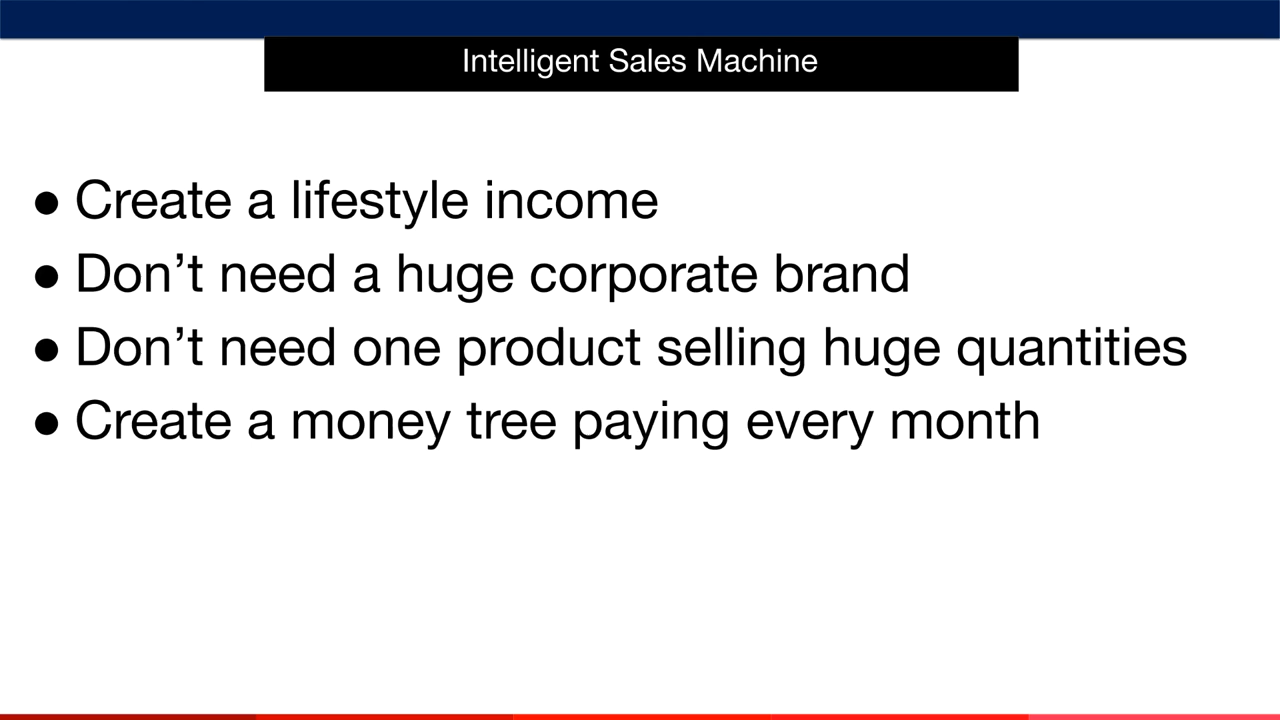 Intelligent Sales Machine
● Create a lifestyle income
● Don’t need a huge corporate brand
● Don’t need one product selling huge quantities
● Create a money tree paying every month